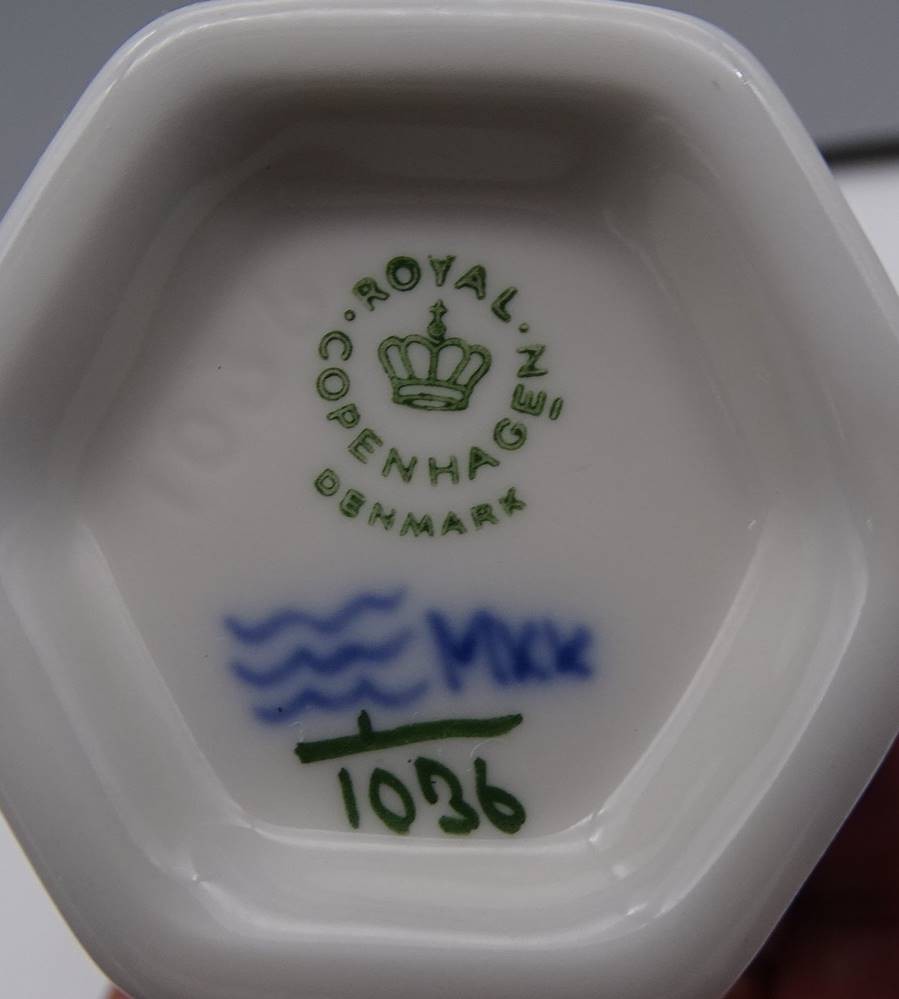 · ROYAL ·
COPENHAGEN
DENMARK
MKK
1036